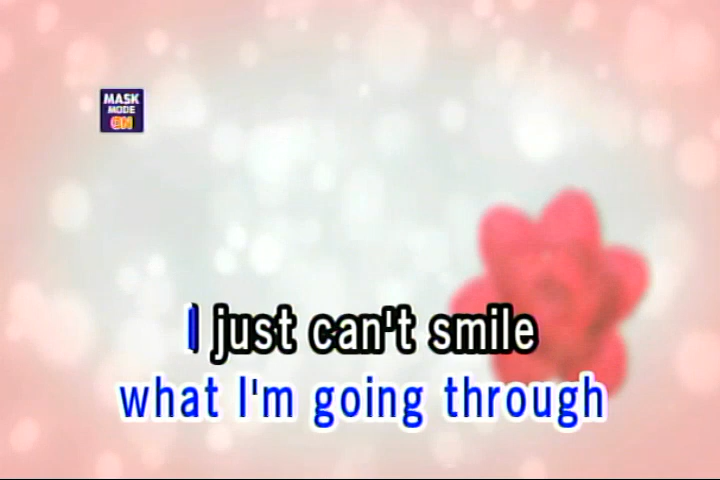 MASK
MODE
ON
I just can't smile
what I'm going through